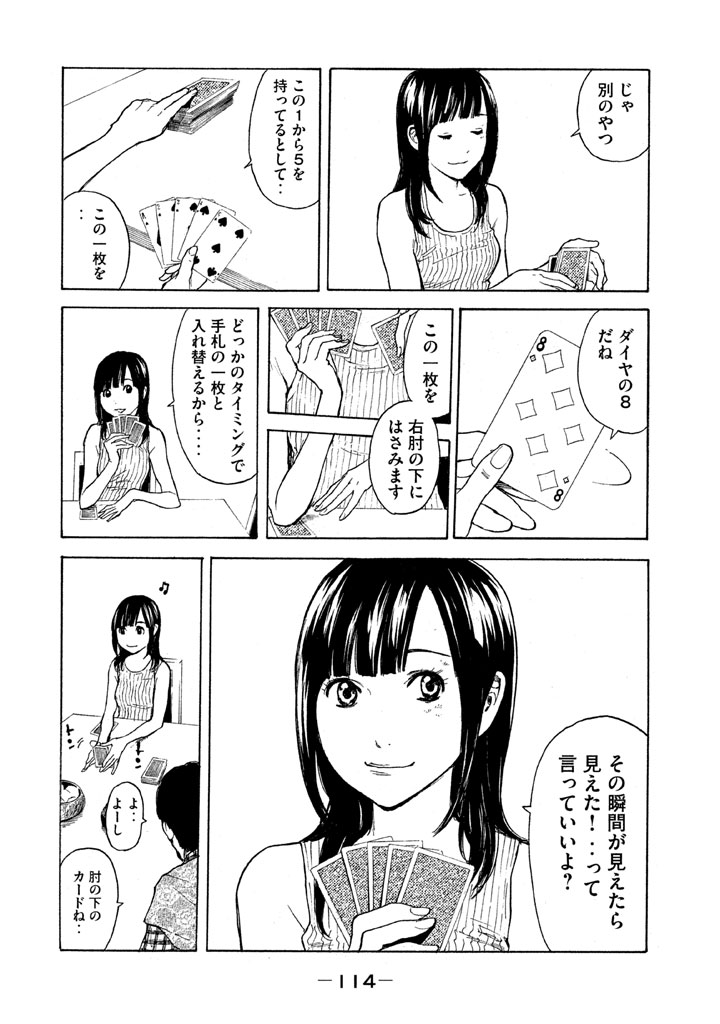 じゃ
別のやつ
この1から5を
持ってるとして‥
この一枚を
‥
8
8
ダイヤの8
だね
この一枚を
右肘の下に
はさみます
どっかのタイミングで
手札の一枚と
入れ替えるから‥‥
その瞬間が見えたら
見えた!‥って
言っていいよ?
♪
トン
トン
よ‥
よーし
肘の下の
カードね‥
—114—